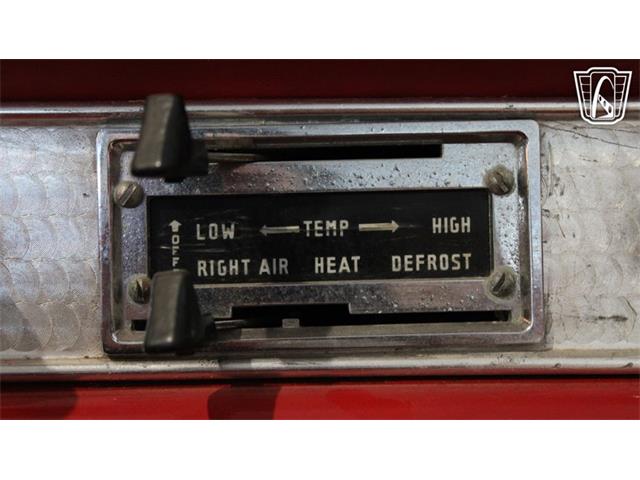 LOW ← TEMP → HIGH
↑ OFF
RIGHT AIR HEAT DEFROST